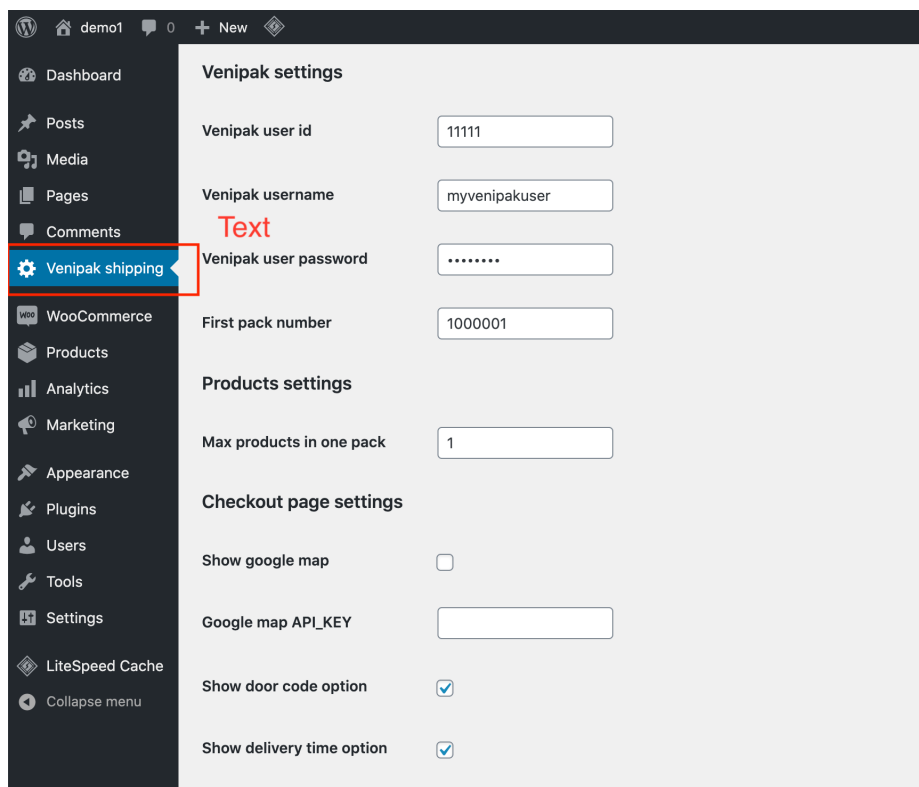 demo1 0 New
Dashboard
Posts
Media
Pages
Comments
Venipak shipping
WOO WooCommerce
Products
Analytics
Marketing
Appearance
Plugins
Users
Tools
Settings
LiteSpeed Cache
Collapse menu
Venipak settings
Venipak user id 11111
Venipak username myvenipakuser
Text
Venipak user password ••••••••
First pack number 1000001
Products settings
Max products in one pack 1
Checkout page settings
Show google map
Google map API_KEY
Show door code option
Show delivery time option